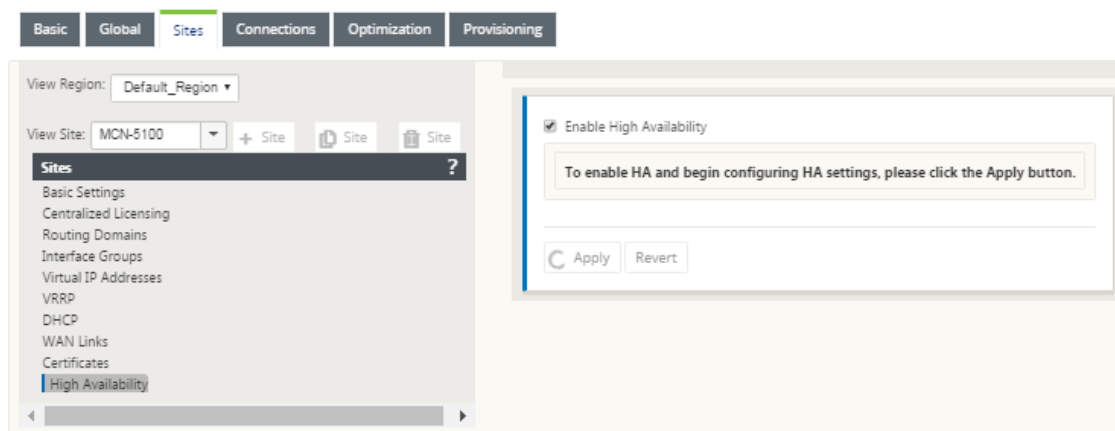 Basic Global Sites Connections Optimization Provisioning
View Region: Default_Region
View Site: MCN-5100 + Site Site Site
Sites ?
Basic Settings
Centralized Licensing
Routing Domains
Interface Groups
Virtual IP Addresses
VRRP
DHCP
WAN Links
Certificates
High Availability
Enable High Availability
To enable HA and begin configuring HA settings, please click the Apply button.
Apply Revert